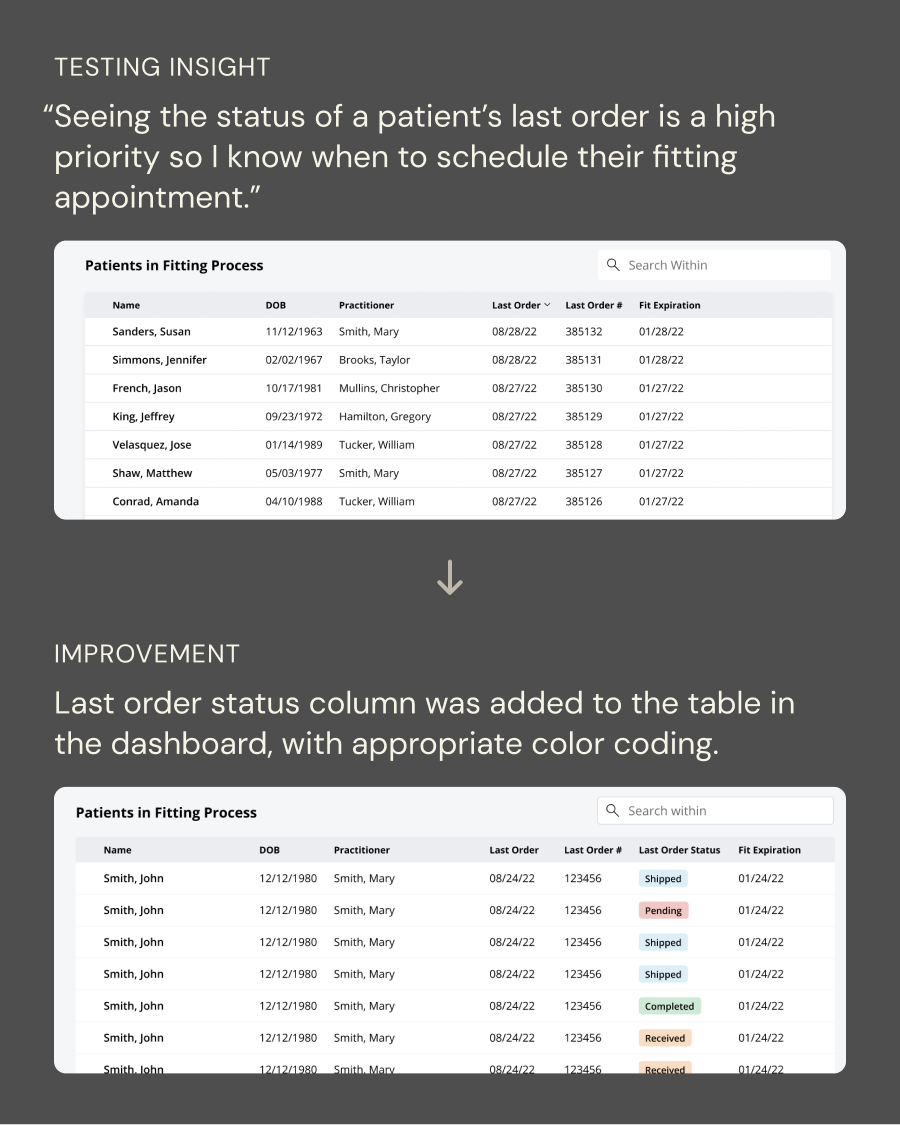 TESTING INSIGHT
“Seeing the status of a patient’s last order is a high
priority so I know when to schedule their fitting
appointment.”
Patients in Fitting Process
Search Within
Name DOB Practitioner Last Order Last Order # Fit Expiration
Sanders, Susan 11/12/1963 Smith, Mary 08/28/22 385132 01/28/22
Simmons, Jennifer 02/02/1967 Brooks, Taylor 08/28/22 385131 01/28/22
French, Jason 10/17/1981 Mullins, Christopher 08/27/22 385130 01/27/22
King, Jeffrey 09/23/1972 Hamilton, Gregory 08/27/22 385129 01/27/22
Velasquez, Jose 01/14/1989 Tucker, William 08/27/22 385128 01/27/22
Shaw, Matthew 05/03/1977 Smith, Mary 08/27/22 385127 01/27/22
Conrad, Amanda 04/10/1988 Tucker, William 08/27/22 385126 01/27/22
IMPROVEMENT
Last order status column was added to the table in
the dashboard, with appropriate color coding.
Patients in Fitting Process
Search within
Name DOB Practitioner Last Order Last Order # Last Order Status Fit Expiration
Smith, John 12/12/1980 Smith, Mary 08/24/22 123456 Shipped 01/24/22
Smith, John 12/12/1980 Smith, Mary 08/24/22 123456 Pending 01/24/22
Smith, John 12/12/1980 Smith, Mary 08/24/22 123456 Shipped 01/24/22
Smith, John 12/12/1980 Smith, Mary 08/24/22 123456 Shipped 01/24/22
Smith, John 12/12/1980 Smith, Mary 08/24/22 123456 Completed 01/24/22
Smith, John 12/12/1980 Smith, Mary 08/24/22 123456 Received 01/24/22
Smith, John 12/12/1980 Smith, Mary 08/24/22 123456 Received 01/24/22